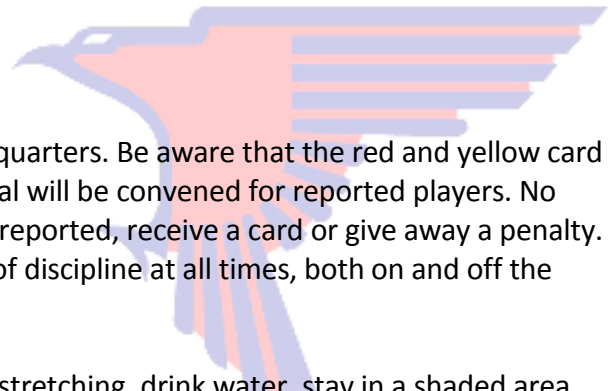 quarters. Be aware that the red and yellow card
al will be convened for reported players. No
reported, receive a card or give away a penalty.
of discipline at all times, both on and off the
stretching, drink water, stay in a shaded area